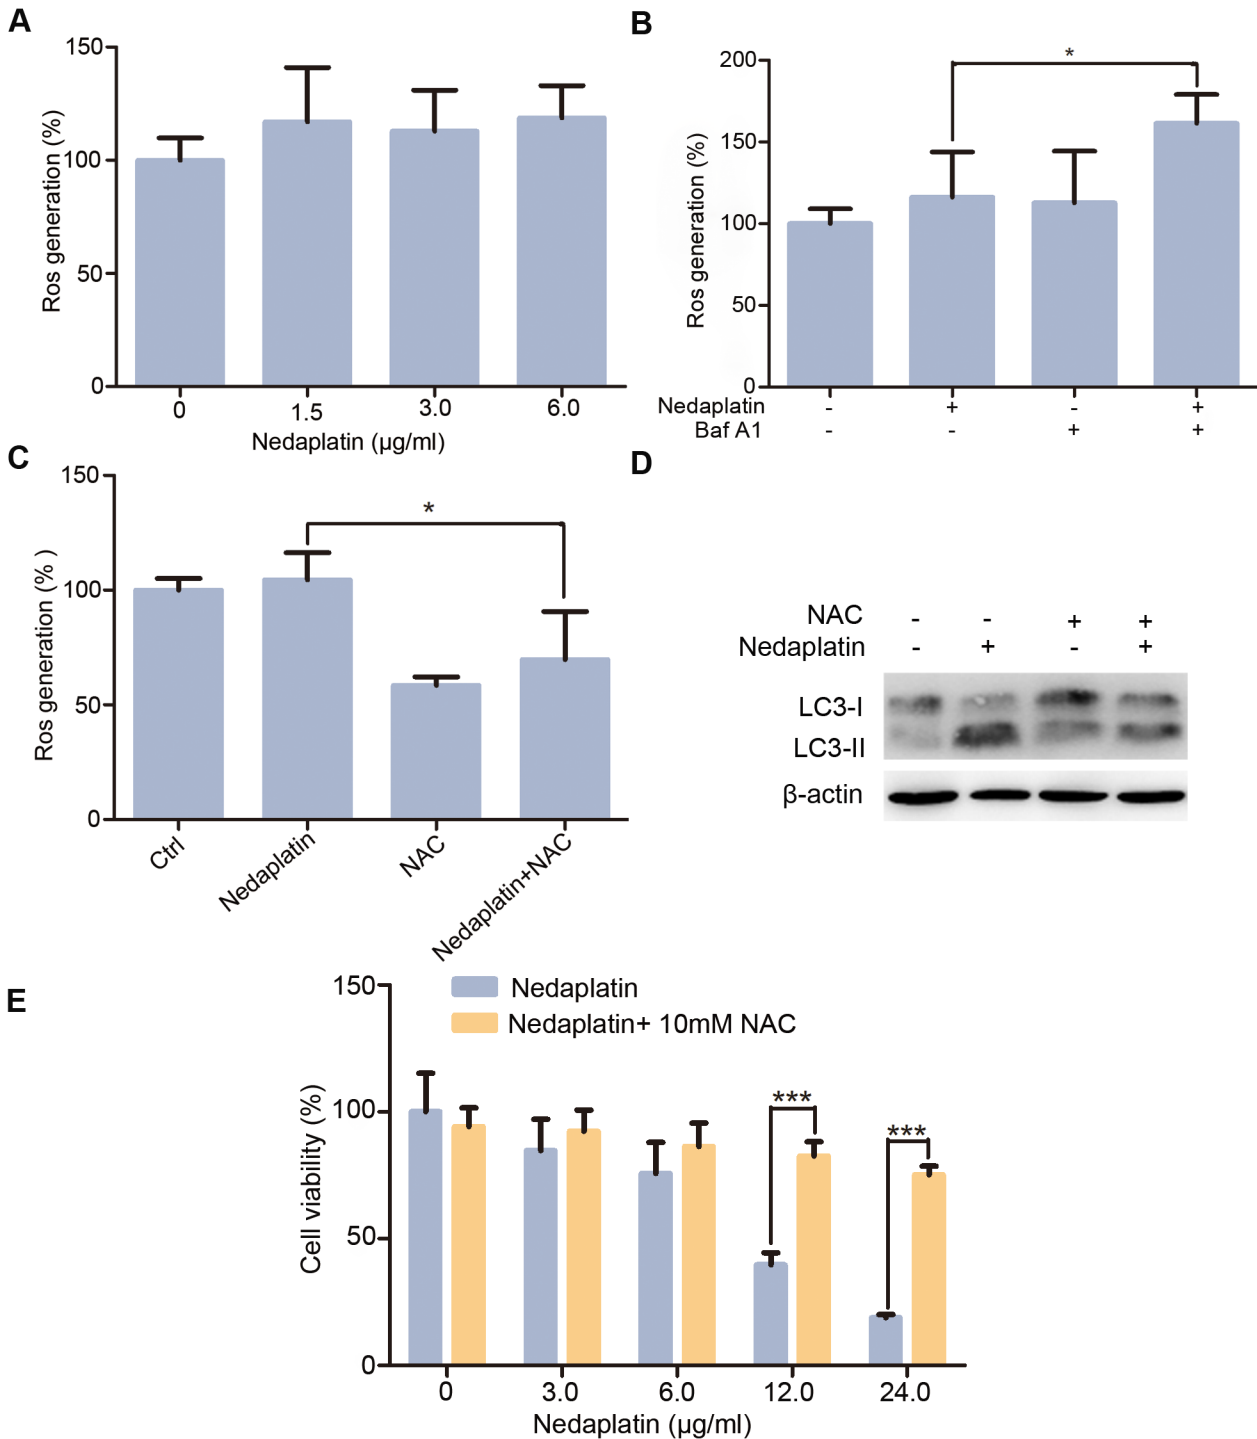 A
150
100
50
0
Ros generation (%)
0 1.5 3.0 6.0
Nedaplatin (µg/ml)
B
200
150
100
50
0
Ros generation (%)
*
Nedaplatin - + - +
Baf A1 - - + +
C
150
100
50
0
Ros generation (% )
*
Ctrl
Nedaplatin
NAC
Nedaplatin+NAC
D
NAC - - + +
Nedaplatin - + - +
LC3-I
LC3-II
β-actin
E
150
100
50
0
Cell viability (%)
Nedaplatin
Nedaplatin+ 10mM NAC
***
***
0 3.0 6.0 12.0 24.0
Nedaplatin (µg/ml)